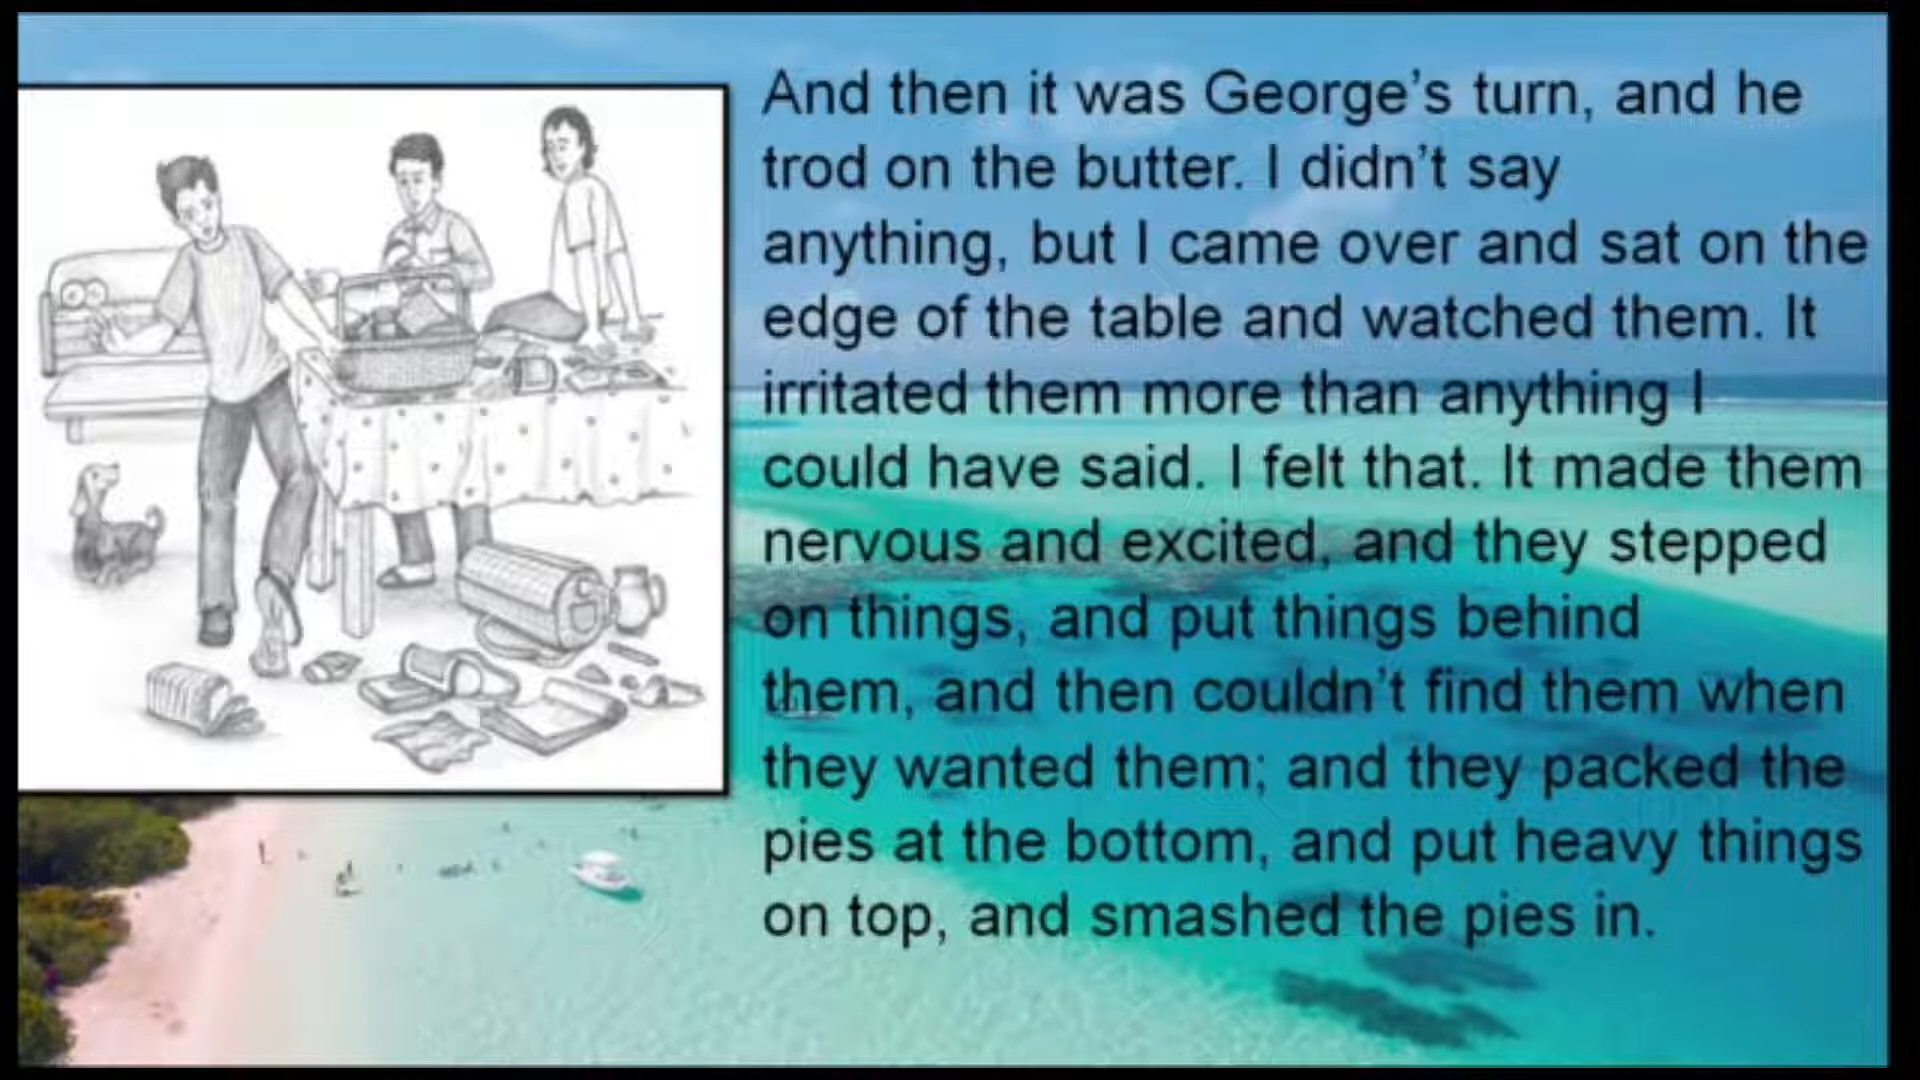 And then it was George’s turn, and he
trod on the butter. I didn’t say
anything, but I came over and sat on the
edge of the table and watched them. It
irritated them more than anything I
could have said. I felt that. It made them
nervous and excited, and they stepped
on things, and put things behind
them, and then couldn’t find them when
they wanted them; and they packed the
pies at the bottom, and put heavy things
on top, and smashed the pies in.